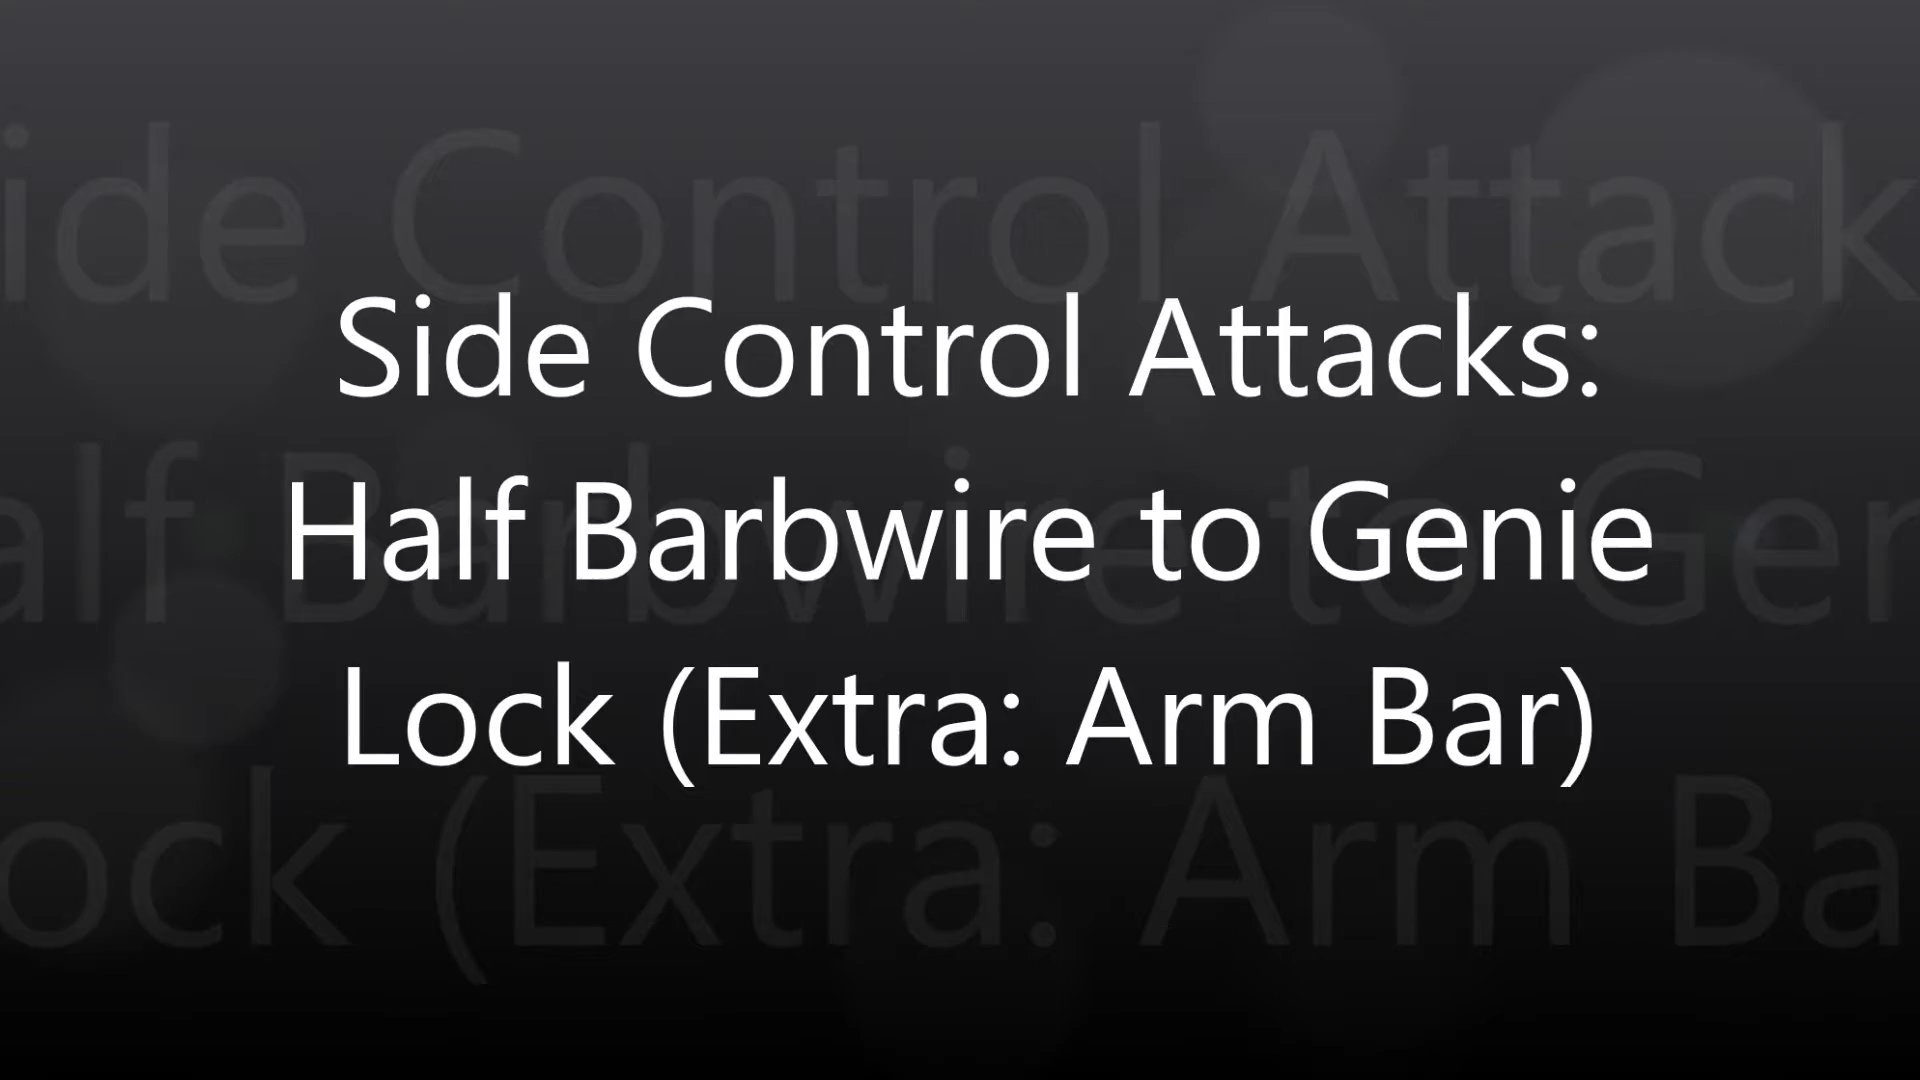 Side Control Attacks:
Half Barbwire to Genie
Lock (Extra: Arm Bar)